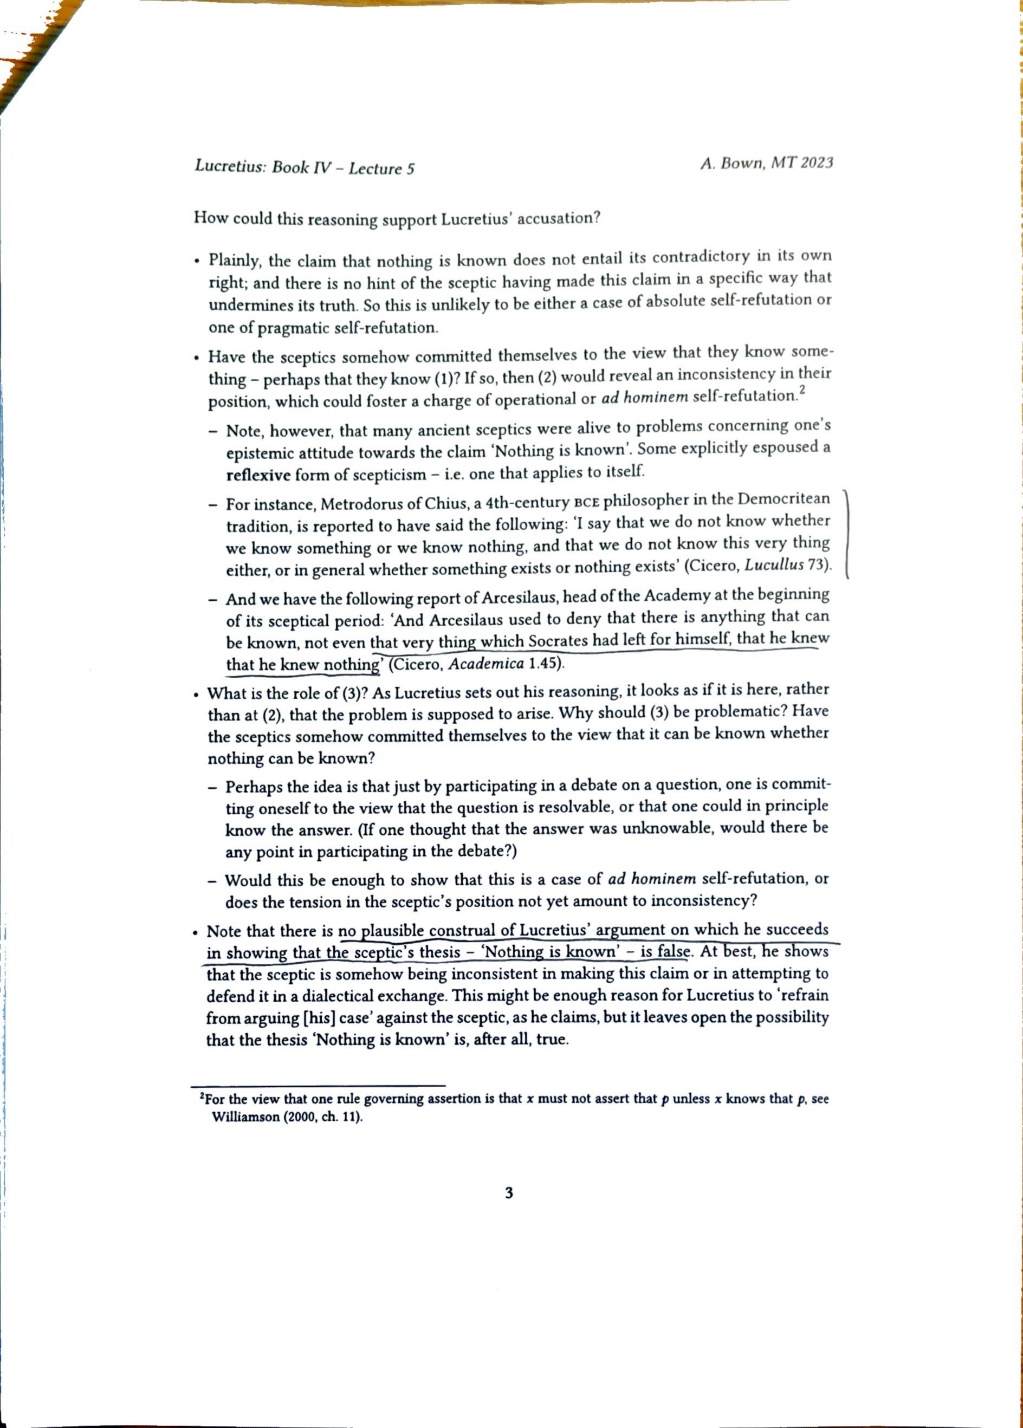 Lucretius: Book IV – Lecture 5
A. Bown, MT 2023
How could this reasoning support Lucretius' accusation?
• Plainly, the claim that nothing is known does not entail its contradictory in its own
right; and there is no hint of the sceptic having made this claim in a specific way that
undermines its truth. So this is unlikely to be either a case of absolute self-refutation or
one of pragmatic self-refutation.
• Have the sceptics somehow committed themselves to the view that they know some-
thing – perhaps that they know (1)? If so, then (2) would reveal an inconsistency in their
position, which could foster a charge of operational or ad hominem self-refutation.²
– Note, however, that many ancient sceptics were alive to problems concerning one's
epistemic attitude towards the claim 'Nothing is known'. Some explicitly espoused a
reflexive form of scepticism – i.e. one that applies to itself.
– For instance, Metrodorus of Chius, a 4th-century BCE philosopher in the Democritean
tradition, is reported to have said the following: 'I say that we do not know whether
we know something or we know nothing, and that we do not know this very thing
either, or in general whether something exists or nothing exists' (Cicero, Lucullus 73).
– And we have the following report of Arcesilaus, head of the Academy at the beginning
of its sceptical period: 'And Arcesilaus used to deny that there is anything that can
be known, not even that very thing which Socrates had left for himself, that he knew
that he knew nothing' (Cicero, Academica 1.45).
• What is the role of (3)? As Lucretius sets out his reasoning, it looks as if it is here, rather
than at (2), that the problem is supposed to arise. Why should (3) be problematic? Have
the sceptics somehow committed themselves to the view that it can be known whether
nothing can be known?
– Perhaps the idea is that just by participating in a debate on a question, one is commit-
ting oneself to the view that the question is resolvable, or that one could in principle
know the answer. (If one thought that the answer was unknowable, would there be
any point in participating in the debate?)
– Would this be enough to show that this is a case of ad hominem self-refutation, or
does the tension in the sceptic's position not yet amount to inconsistency?
• Note that there is no plausible construal of Lucretius' argument on which he succeeds
in showing that the sceptic's thesis – 'Nothing is known' – is false. At best, he shows
that the sceptic is somehow being inconsistent in making this claim or in attempting to
defend it in a dialectical exchange. This might be enough reason for Lucretius to 'refrain
from arguing [his] case' against the sceptic, as he claims, but it leaves open the possibility
that the thesis 'Nothing is known' is, after all, true.
²For the view that one rule governing assertion is that x must not assert that p unless x knows that p, see
Williamson (2000, ch. 11).
3